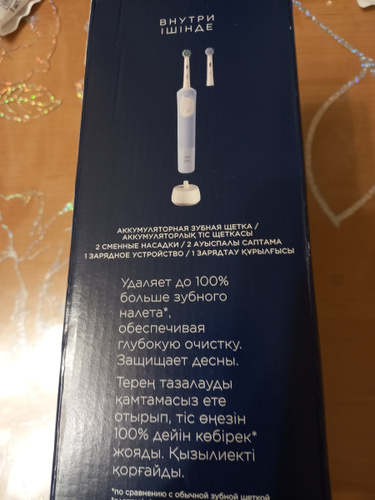 ВНУТРИ
ІШІНДЕ
АККУМУЛЯТОРНАЯ ЗУБНАЯ ЩЕТКА /
АККУМУЛЯТОРЛЫҚ ТІС ЩЕТКАСЫ
2 СМЕННЫЕ НАСАДКИ / 2 АУЫСПАЛЫ САПТАМА
1 ЗАРЯДНОЕ УСТРОЙСТВО / 1 ЗАРЯДТАУ ҚҰРЫЛҒЫСЫ
Удаляет до 100%
больше зубного
налета*,
обеспечивая
глубокую очистку.
Защищает десны.
Терең тазалауды
қамтамасыз ете
отырып, тіс өңезін
100% дейін көбірек*
жояды. Қызылиекті
қорғайды.
*по сравнению с обычной зубной щеткой